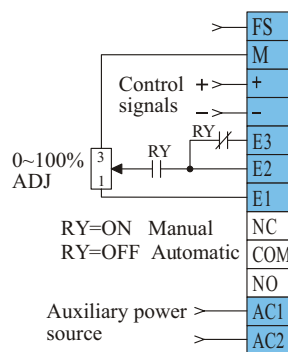 FS
M
Control + +
signals − −
RY E3
0~100% 3 RY E2
ADJ 1 E1
RY=ON Manual NC
RY=OFF Automatic COM
NO
Auxiliary power AC1
source AC2